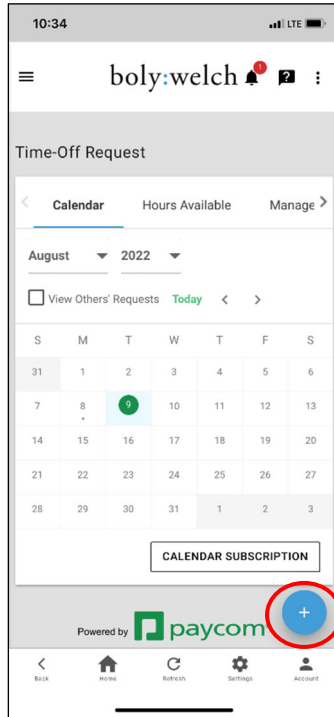 10:34 LTE
boly:welch
Time-Off Request
Calendar Hours Available Manage
August 2022
View Others' Requests Today
S M T W T F S
31 1 2 3 4 5 6
7 8 9 10 11 12 13
14 15 16 17 18 19 20
21 22 23 24 25 26 27
28 29 30 31 1 2 3
CALENDAR SUBSCRIPTION
+
Powered by paycom
Back Home Refresh Settings Account